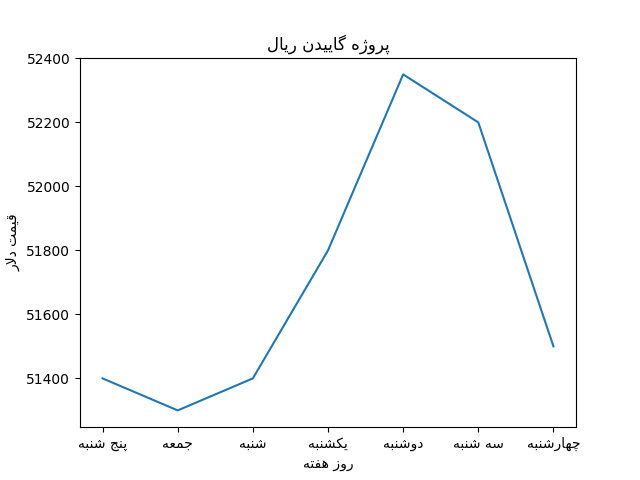 پروژه گاییدن ریال
52400
52200
52000
51800
51600
51400
قیمت دلار
پنج شنبه جمعه شنبه یکشنبه دوشنبه سه شنبه چهارشنبه
روز هفته